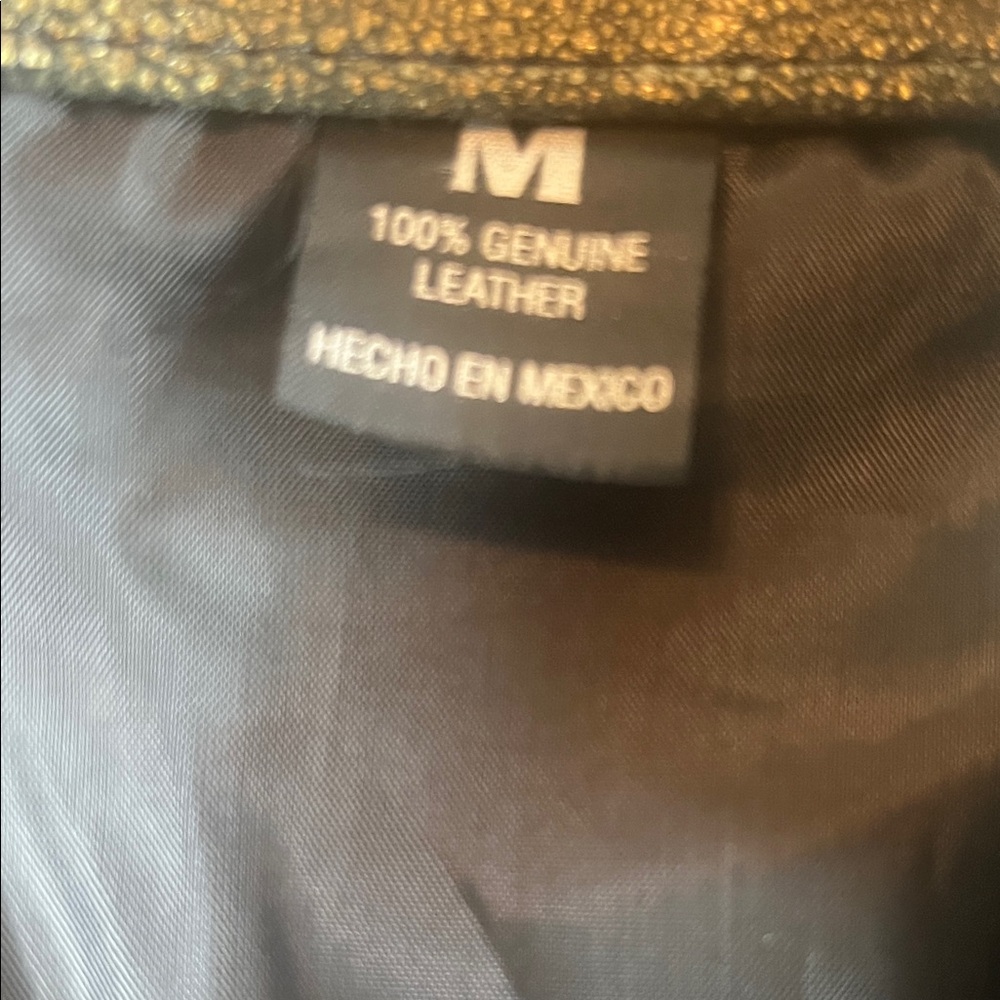 M
100% GENUINE
LEATHER
HECHO EN MEXICO